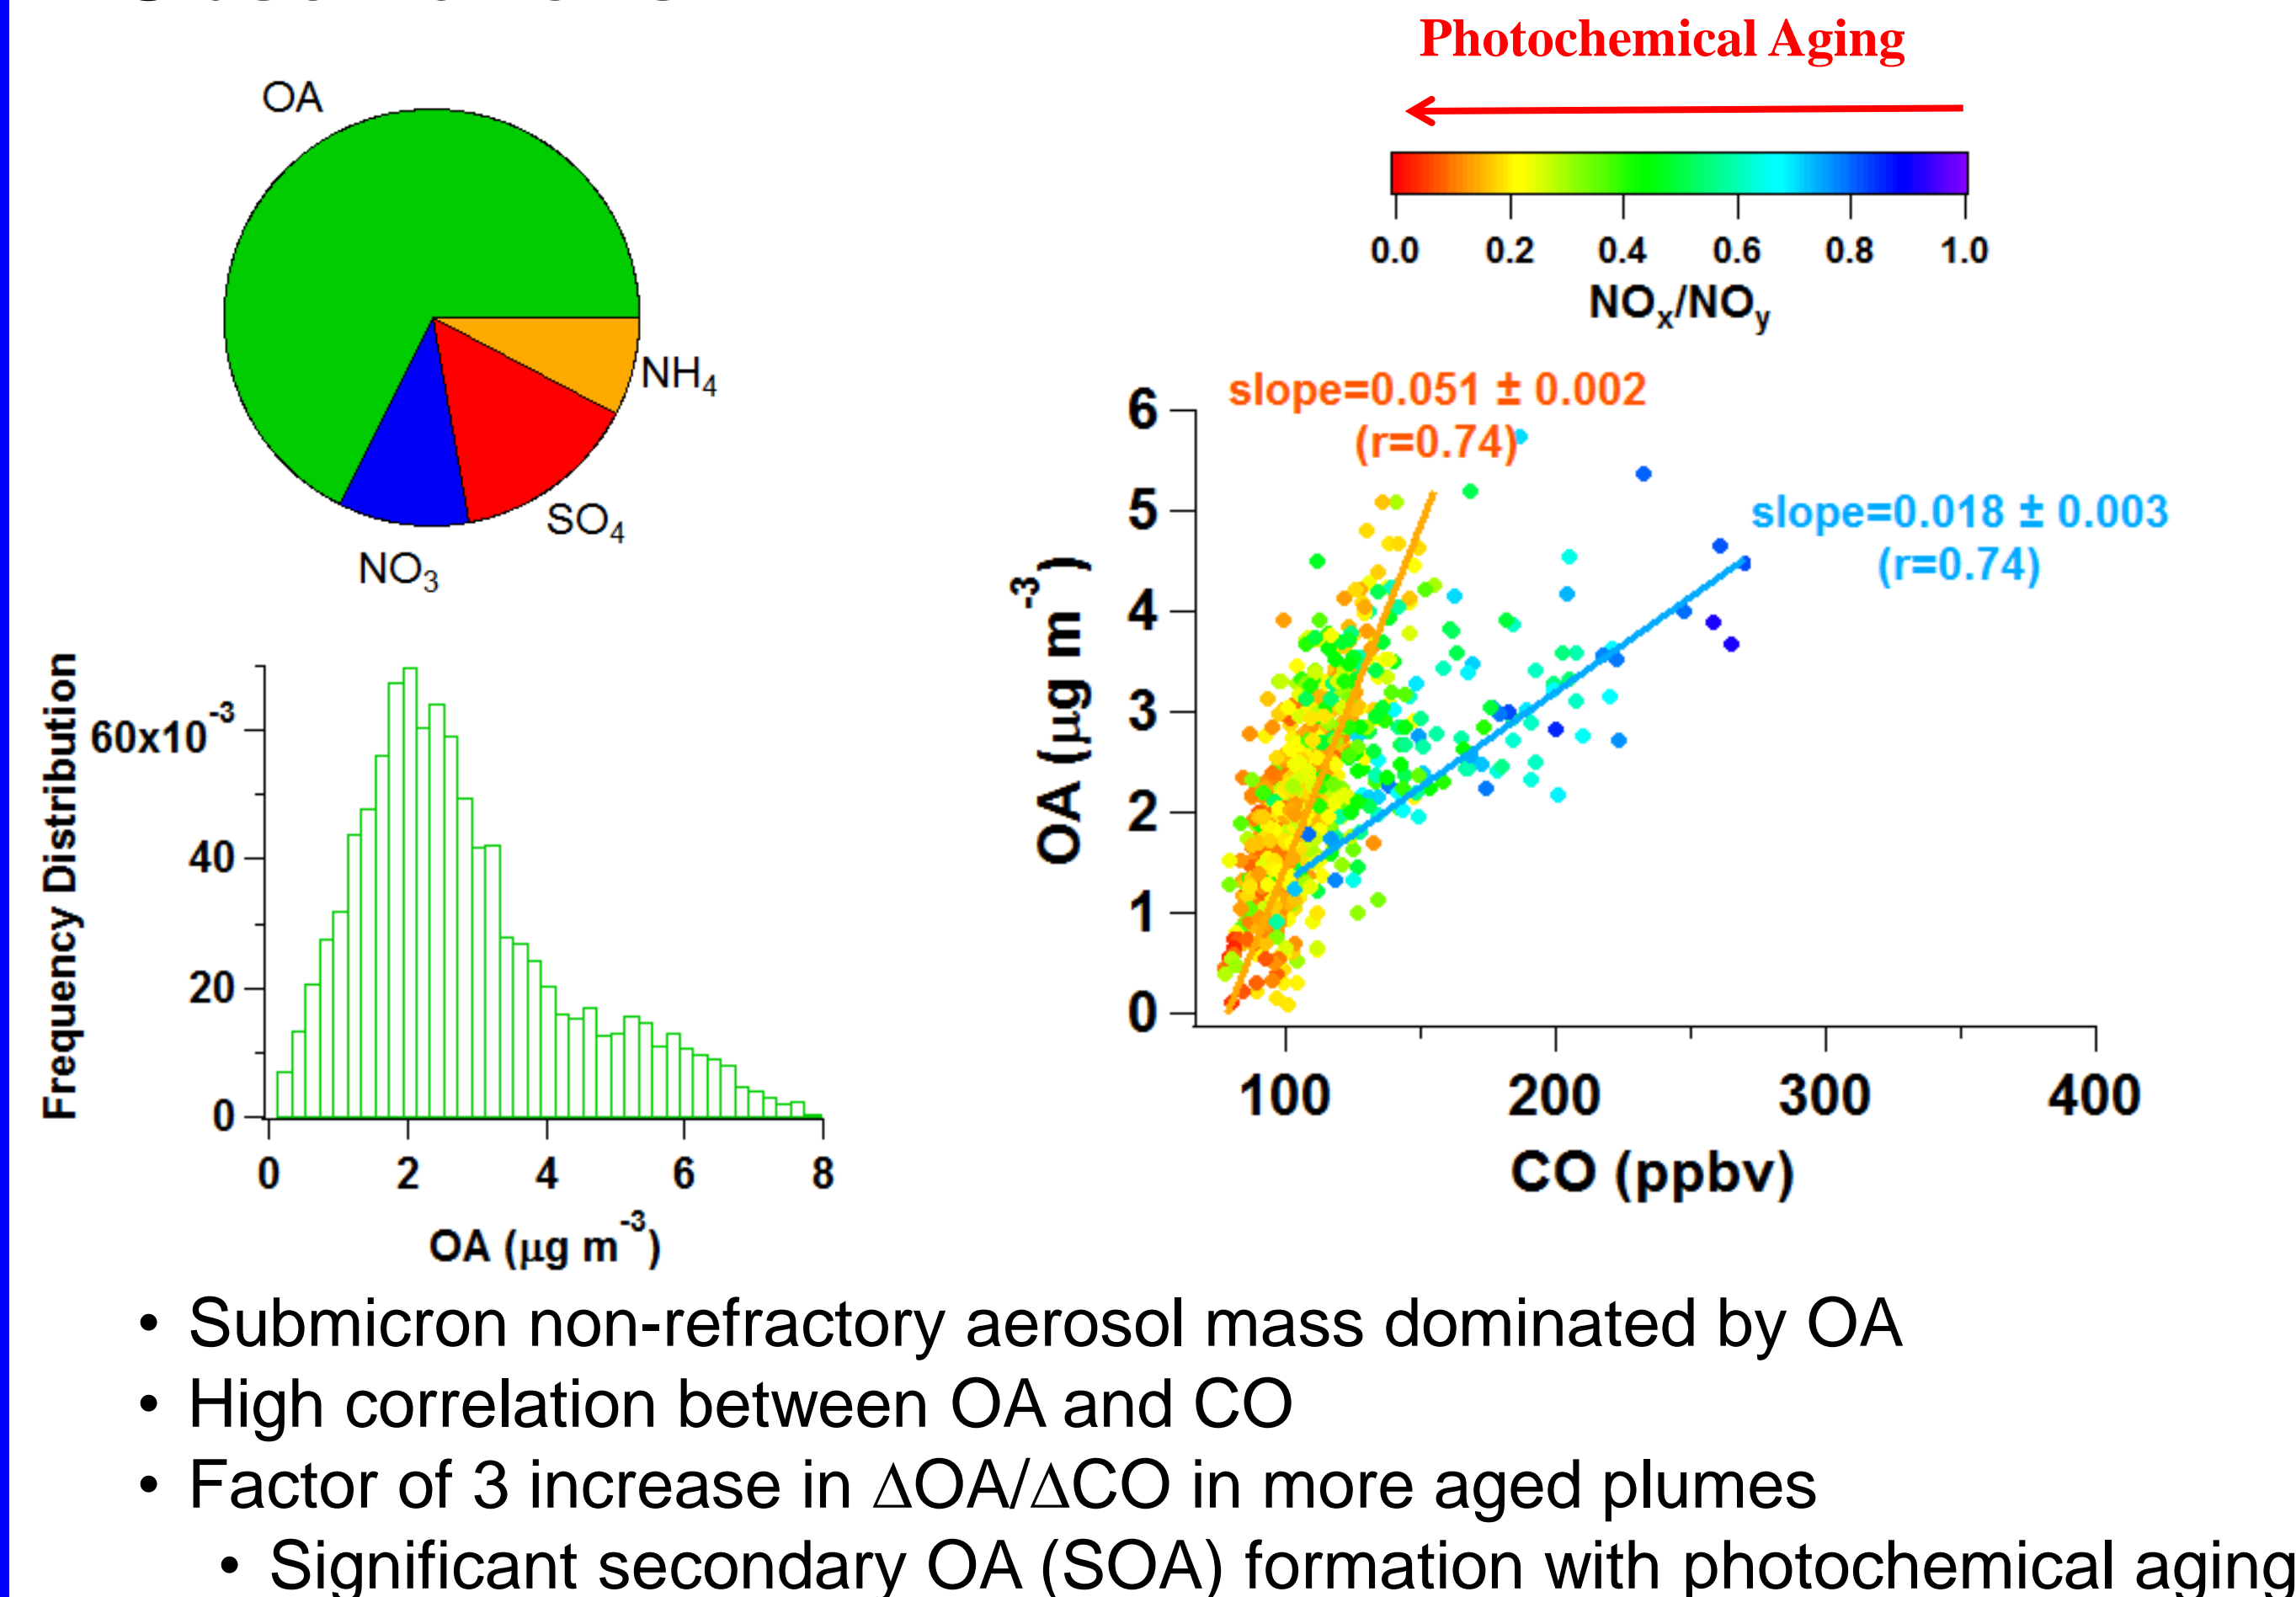 Photochemical Aging
OA
NH4
SO4
NO3
0.0 0.2 0.4 0.6 0.8 1.0
NOx/NOy
slope=0.051 ± 0.002
(r=0.74)
slope=0.018 ± 0.003
(r=0.74)
OA (μg m-3)
6
5
4
3
2
1
0
100 200 300 400
CO (ppbv)
Frequency Distribution
60x10-3
40
20
0
0 2 4 6 8
OA (μg m-3)
• Submicron non-refractory aerosol mass dominated by OA
• High correlation between OA and CO
• Factor of 3 increase in ΔOA/ΔCO in more aged plumes
• Significant secondary OA (SOA) formation with photochemical aging